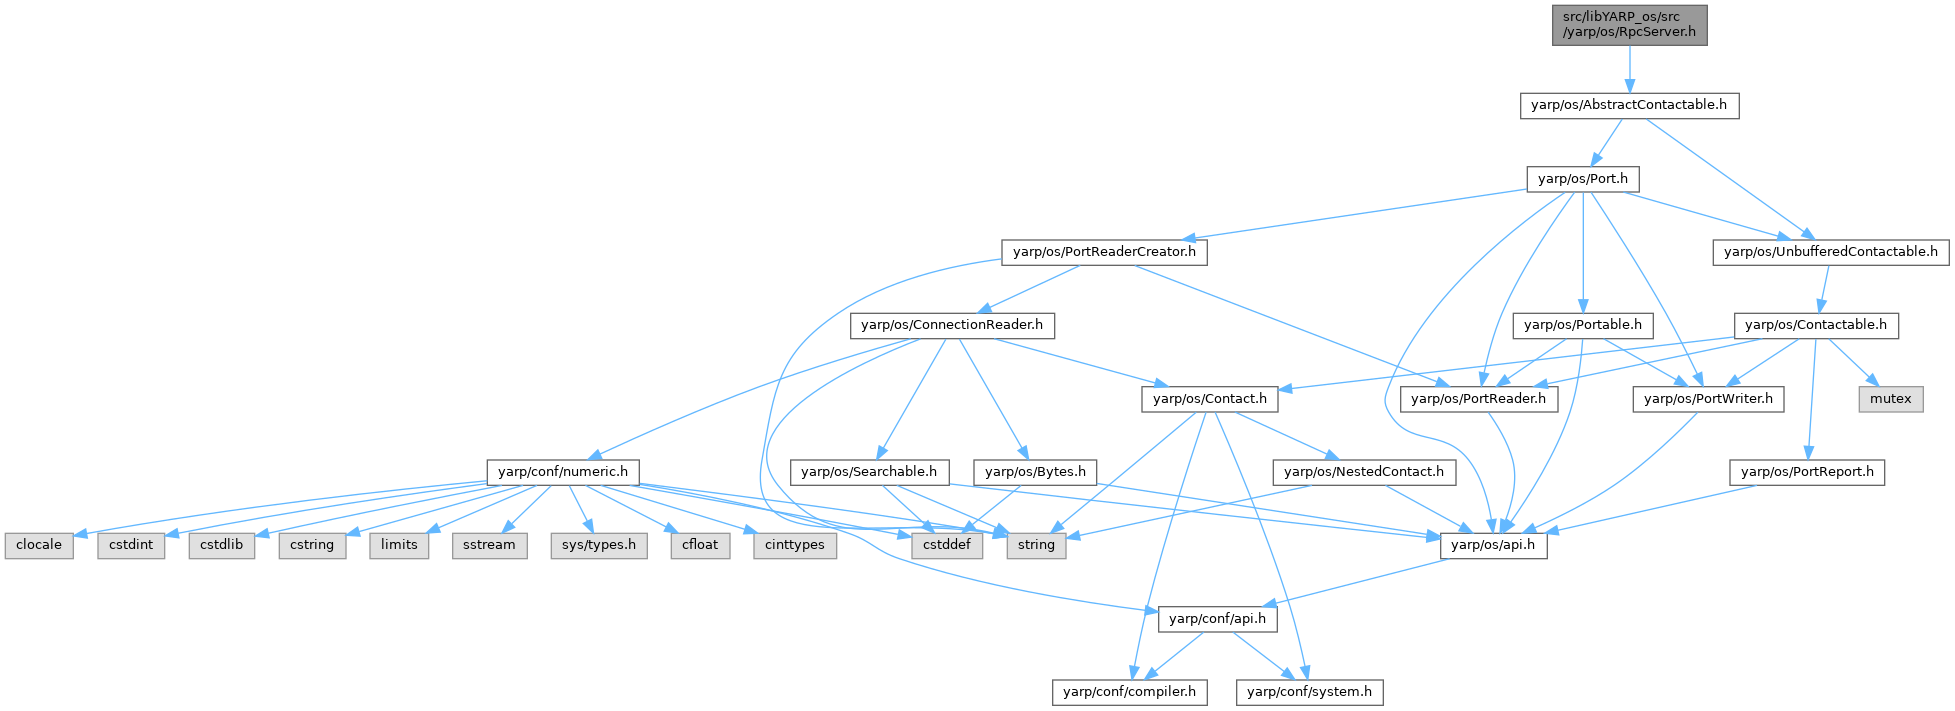 src/libYARP_os/src
/yarp/os/RpcServer.h
yarp/os/AbstractContactable.h
yarp/os/Port.h
yarp/os/PortReaderCreator.h
yarp/os/UnbufferedContactable.h
yarp/os/ConnectionReader.h
yarp/os/Portable.h
yarp/os/Contactable.h
yarp/os/Contact.h
yarp/os/PortReader.h
yarp/os/PortWriter.h
mutex
yarp/conf/numeric.h
yarp/os/Searchable.h
yarp/os/Bytes.h
yarp/os/NestedContact.h
yarp/os/PortReport.h
clocale
cstdint
cstdlib
cstring
limits
sstream
sys/types.h
cfloat
cinttypes
cstddef
string
yarp/os/api.h
yarp/conf/api.h
yarp/conf/compiler.h
yarp/conf/system.h